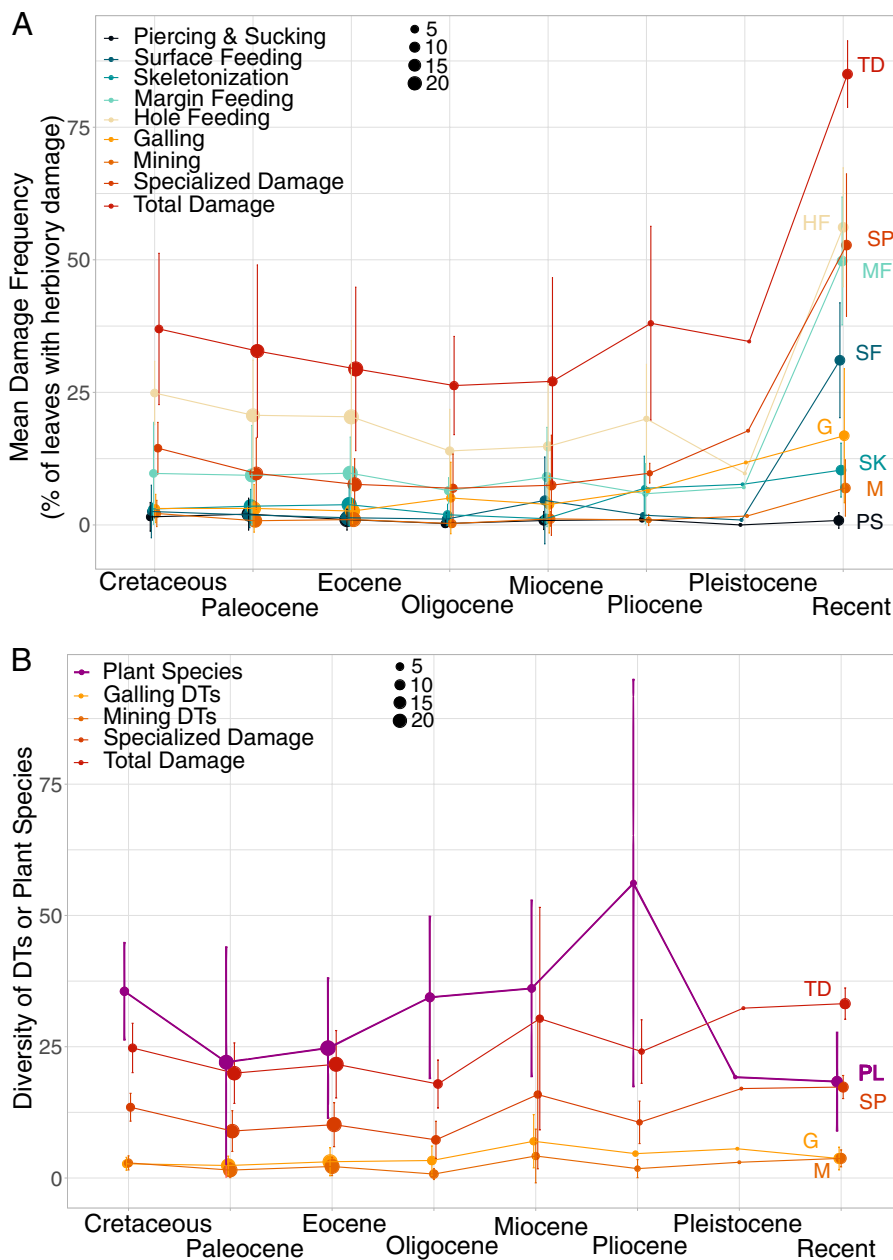 A
Piercing & Sucking
Surface Feeding
Skeletonization
Margin Feeding
Hole Feeding
Galling
Mining
Specialized Damage
Total Damage
5
10
15
20
Mean Damage Frequency
(% of leaves with herbivory damage)
75
50
25
0
TD
HF
SP
MF
SF
G
SK
M
PS
Cretaceous
Paleocene
Eocene
Oligocene
Miocene
Pliocene
Pleistocene
Recent
B
Plant Species
Galling DTs
Mining DTs
Specialized Damage
Total Damage
5
10
15
20
Diversity of DTs or Plant Species
75
50
25
0
TD
PL
SP
G
M
Cretaceous
Paleocene
Eocene
Oligocene
Miocene
Pliocene
Pleistocene
Recent